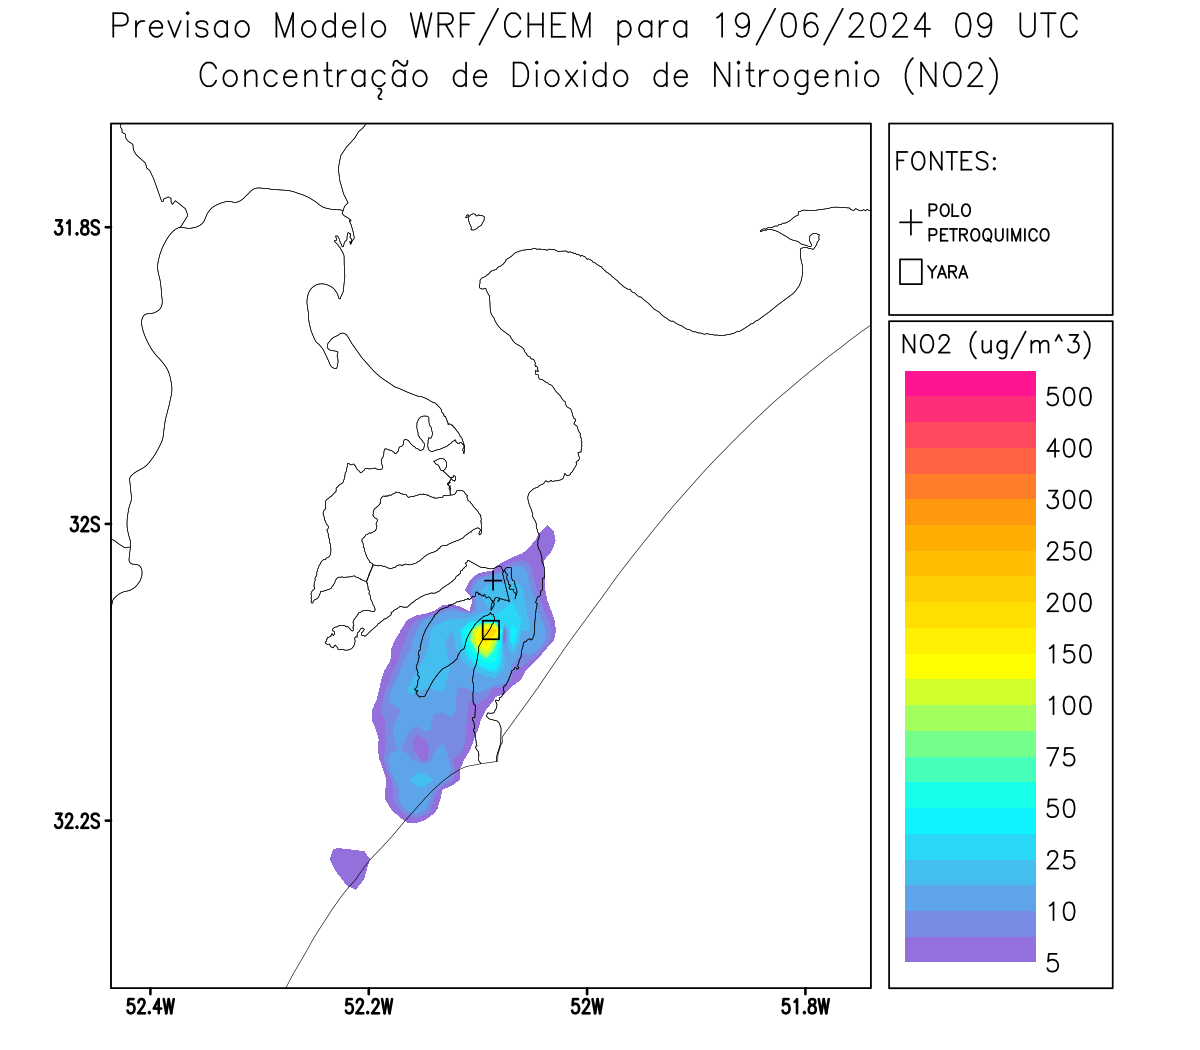 Previsao Modelo WRF/CHEM para 19/06/2024 09 UTC
Concentração de Dioxido de Nitrogenio (NO2)
FONTES:
POLO
PETROQUIMICO
YARA
NO2 (ug/m^3)
500
400
300
250
200
150
100
75
50
25
10
5
31.8S
32S
32.2S
52.4W
52.2W
52W
51.8W